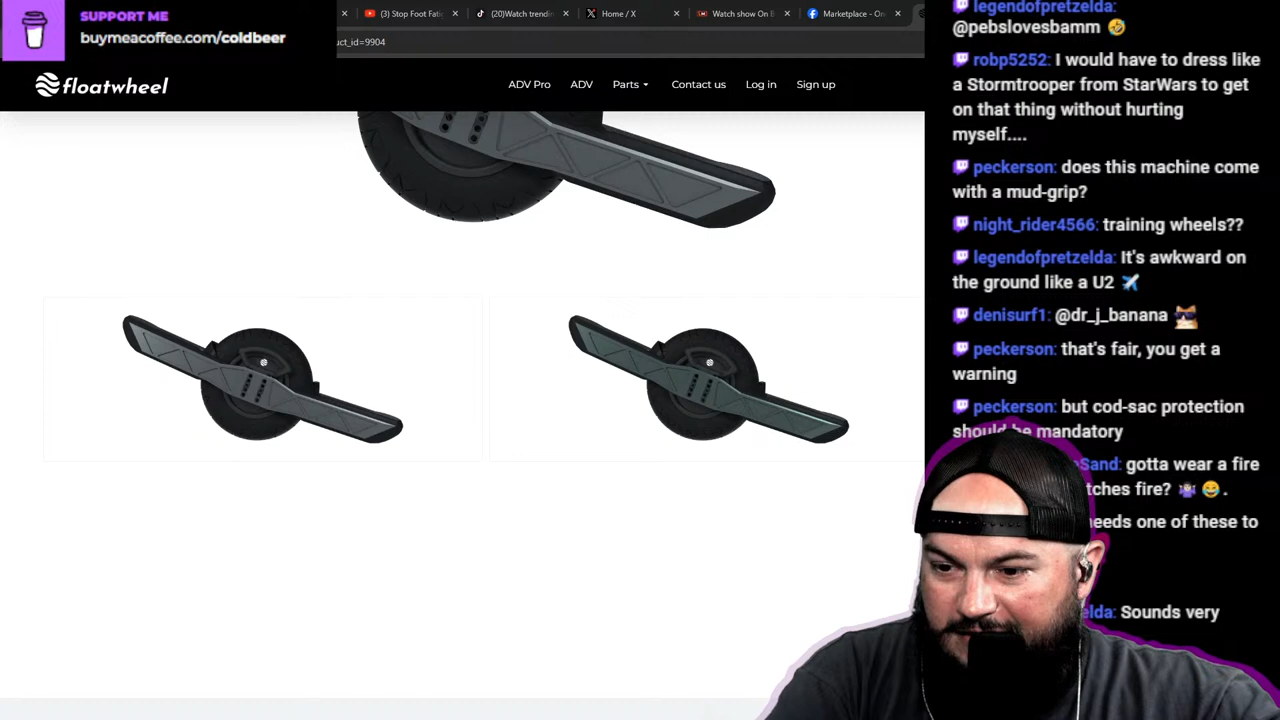 SUPPORT ME
buymeacoffee.com/coldbeer
(3) Stop Foot Fati
(20)Watch trendin
Home / X
Watch show On B
Marketplace - On
uct_id=9904
floatwheel
ADV Pro
ADV
Parts
Contact us
Log in
Sign up
legendofpretzelda:
@pebslovesbamm 🤣
robp5252: I would have to dress like
a Stormtrooper from StarWars to get
on that thing without hurting
myself....
peckerson: does this machine come
with a mud-grip?
night_rider4566: training wheels??
legendofpretzelda: It's awkward on
the ground like a U2 ✈️
denisurf1: @dr_j_banana
peckerson: that's fair, you get a
warning
peckerson: but cod-sac protection
should be mandatory
eSand: gotta wear a fire
tches fire? 🤷🏻‍♀️ 😂 .
needs one of these to
elda: Sounds very